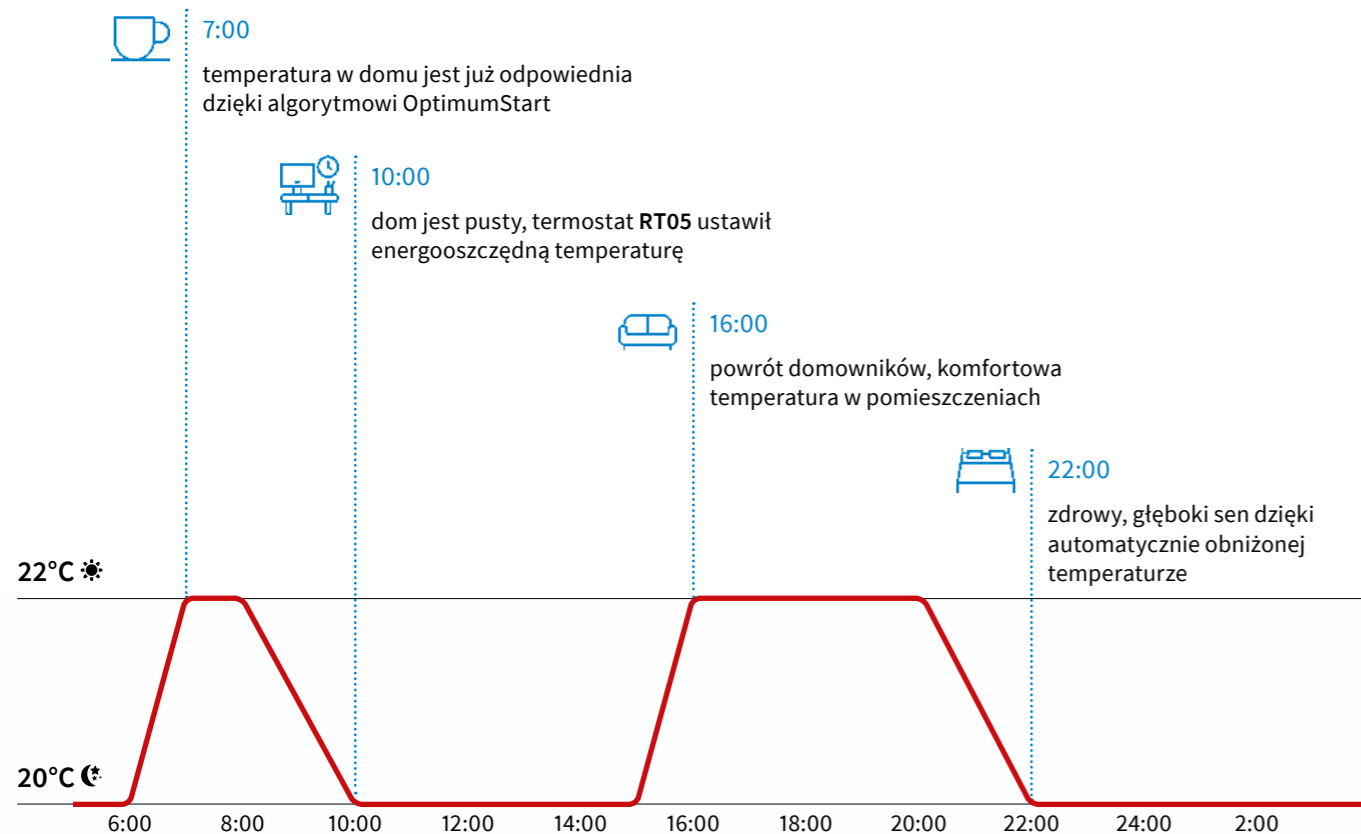 7:00
temperatura w domu jest już odpowiednia
dzięki algorytmowi OptimumStart
10:00
dom jest pusty, termostat RT05 ustawił
energooszczędną temperaturę
16:00
powrót domowników, komfortowa
temperatura w pomieszczeniach
22:00
zdrowy, głęboki sen dzięki
automatycznie obniżonej
temperaturze
22°C
20°C
6:00 8:00 10:00 12:00 14:00 16:00 18:00 20:00 22:00 24:00 2:00